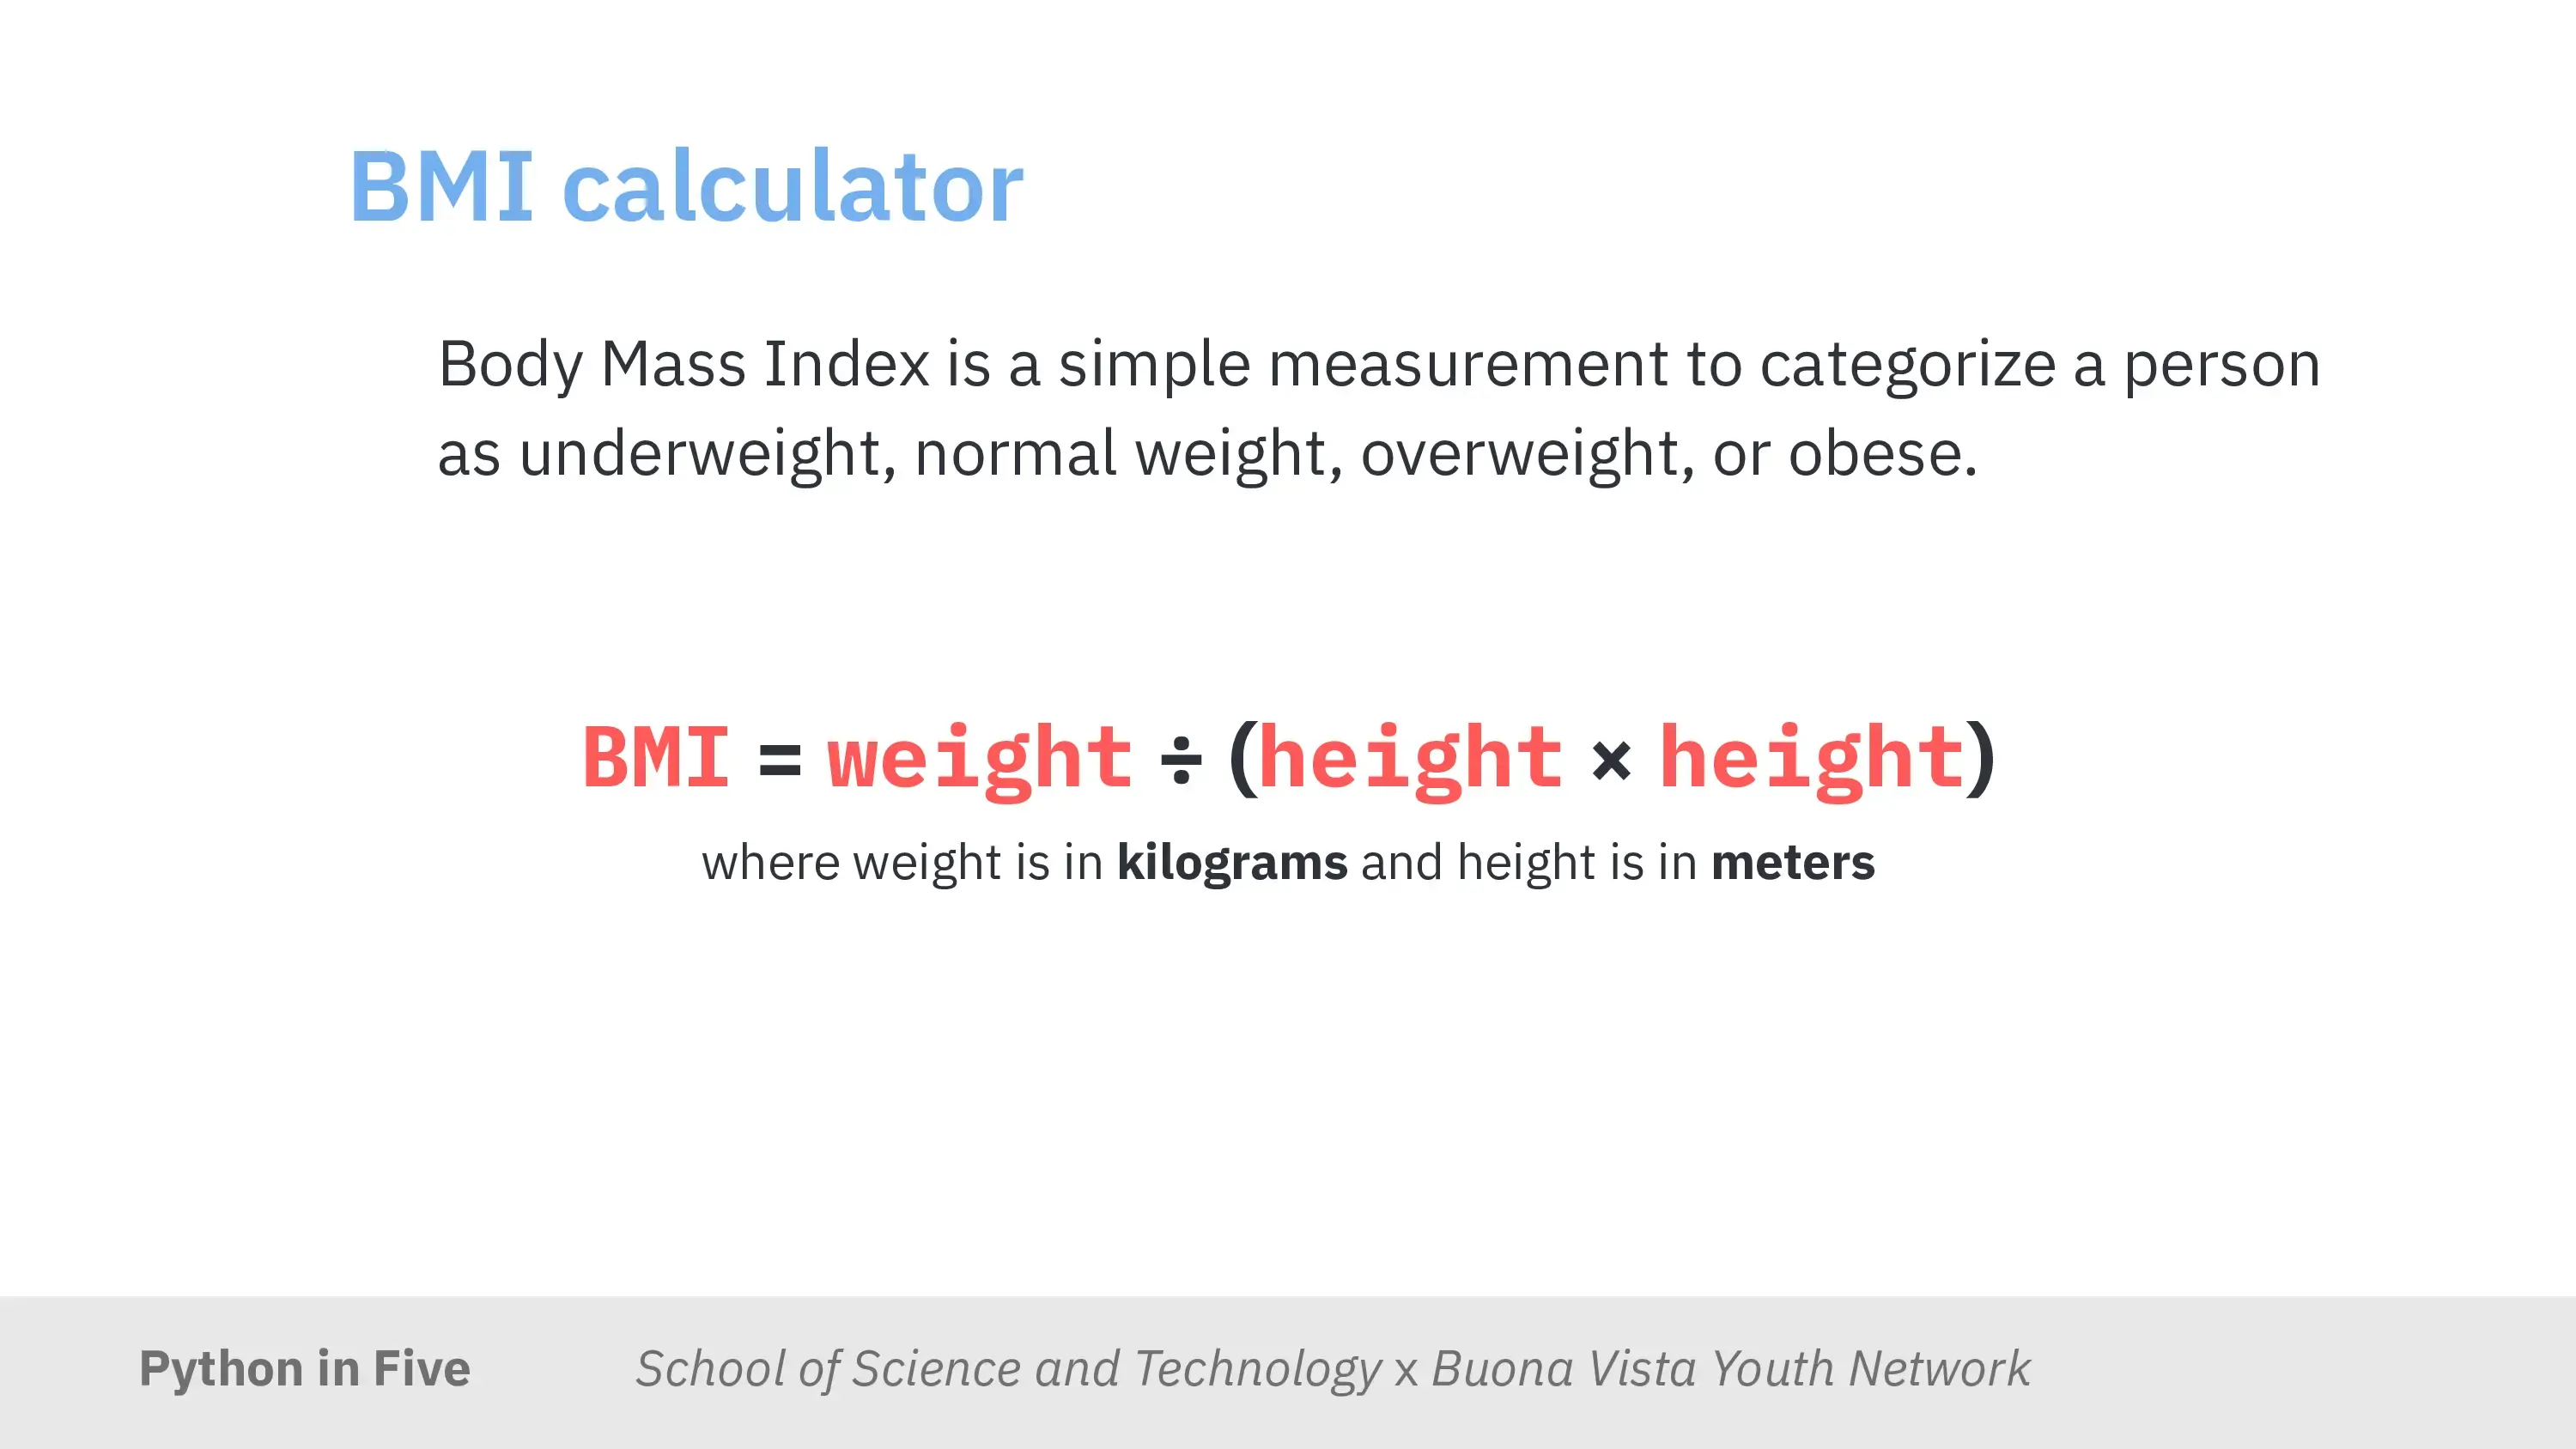 BMI calculator
Body Mass Index is a simple measurement to categorize a person
as underweight, normal weight, overweight, or obese.
BMI = weight ÷ (height × height)
where weight is in kilograms and height is in meters
Python in Five School of Science and Technology x Buona Vista Youth Network